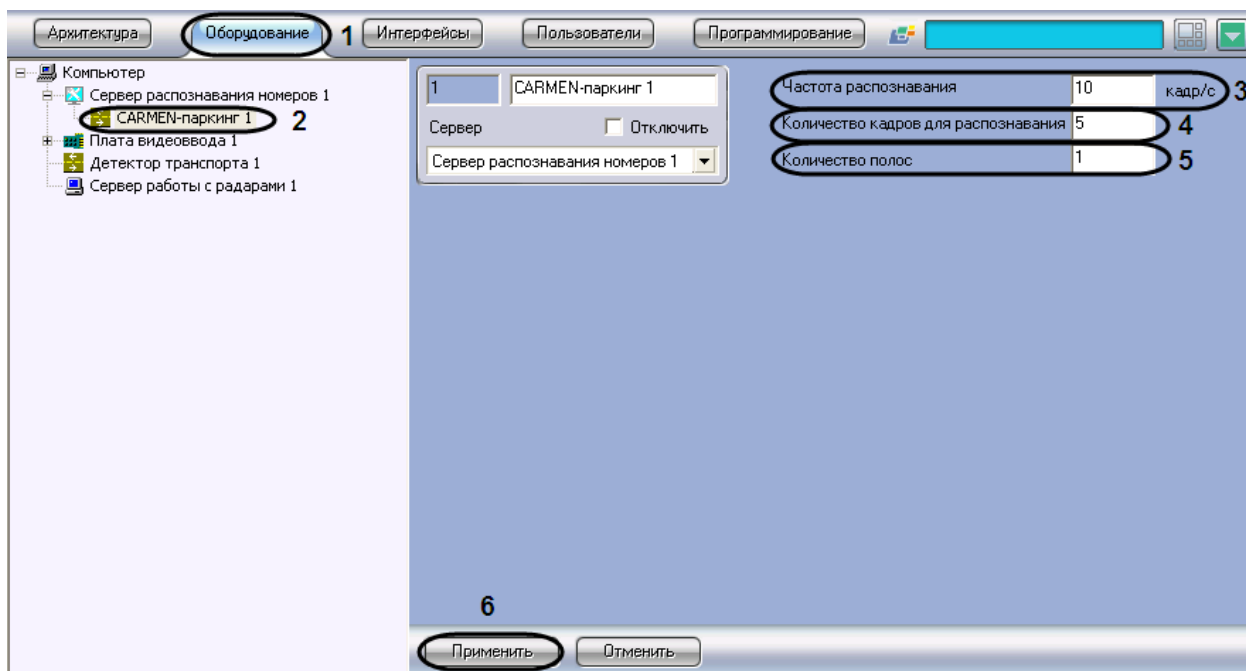 Архитектура Оборудование 1 Интерфейсы Пользователи Программирование
Компьютер
Сервер распознавания номеров 1
CARMEN-паркинг 1 2
Плата видеоввода 1
Детектор транспорта 1
Сервер работы с радарами 1
1 CARMEN-паркинг 1
Сервер Отключить
Сервер распознавания номеров 1
Частота распознавания 10 кадр/с 3
Количество кадров для распознавания 5 4
Количество полос 1 5
6
Применить Отменить